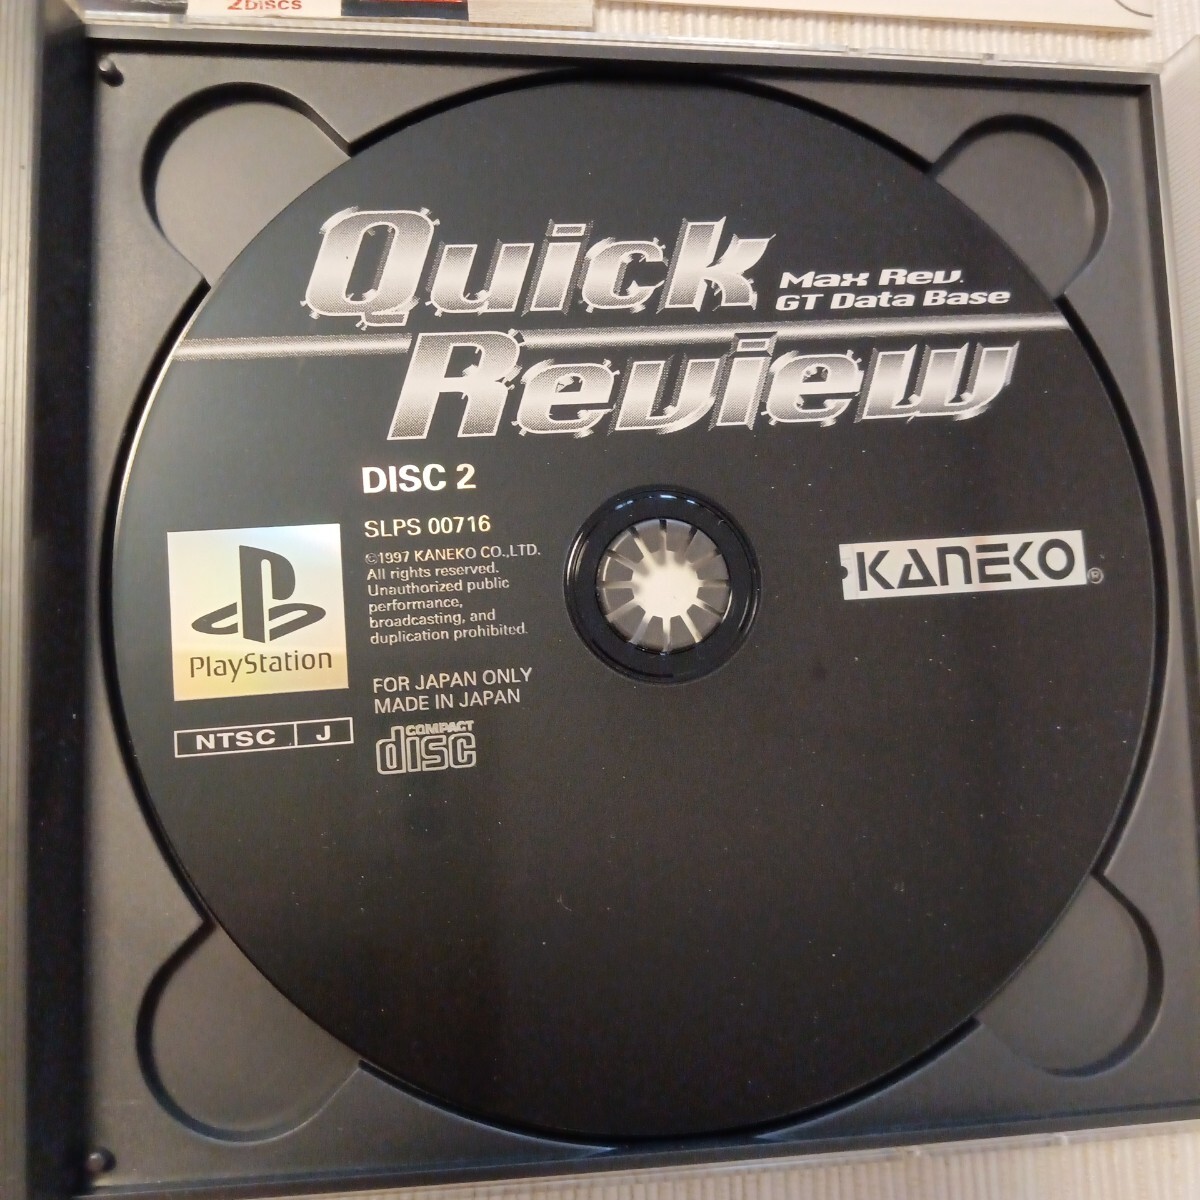 2DISCS
Quick
Review
Max Rev.
GT Data Base
DISC 2
SLPS 00716
©1997 KANEKO CO.,LTD.
All rights reserved.
Unauthorized public
performance,
broadcasting, and
duplication prohibited.
FOR JAPAN ONLY
MADE IN JAPAN
COMPACT
disc
PlayStation
NTSC J
KANEKO®